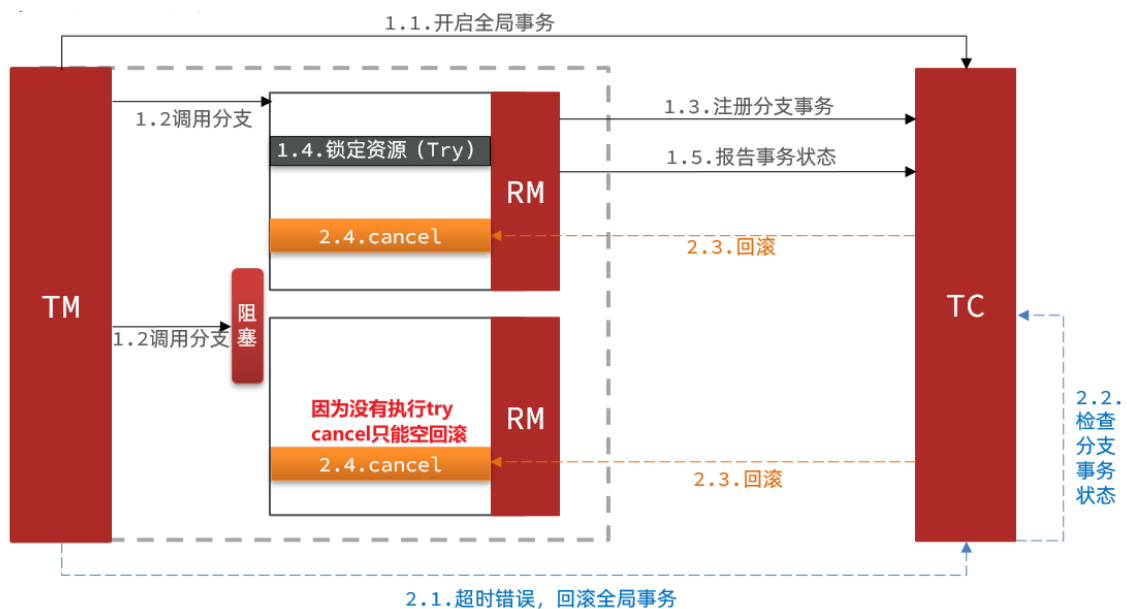 1.1.开启全局事务
1.2调用分支
1.3.注册分支事务
1.4.锁定资源（Try）
1.5.报告事务状态
RM
2.4.cancel
2.3.回滚
TM
阻
塞
TC
1.2调用分支
因为没有执行try
cancel只能空回滚
RM
2.4.cancel
2.3.回滚
2.2.
检查
分支
事务
状态
2.1.超时错误，回滚全局事务